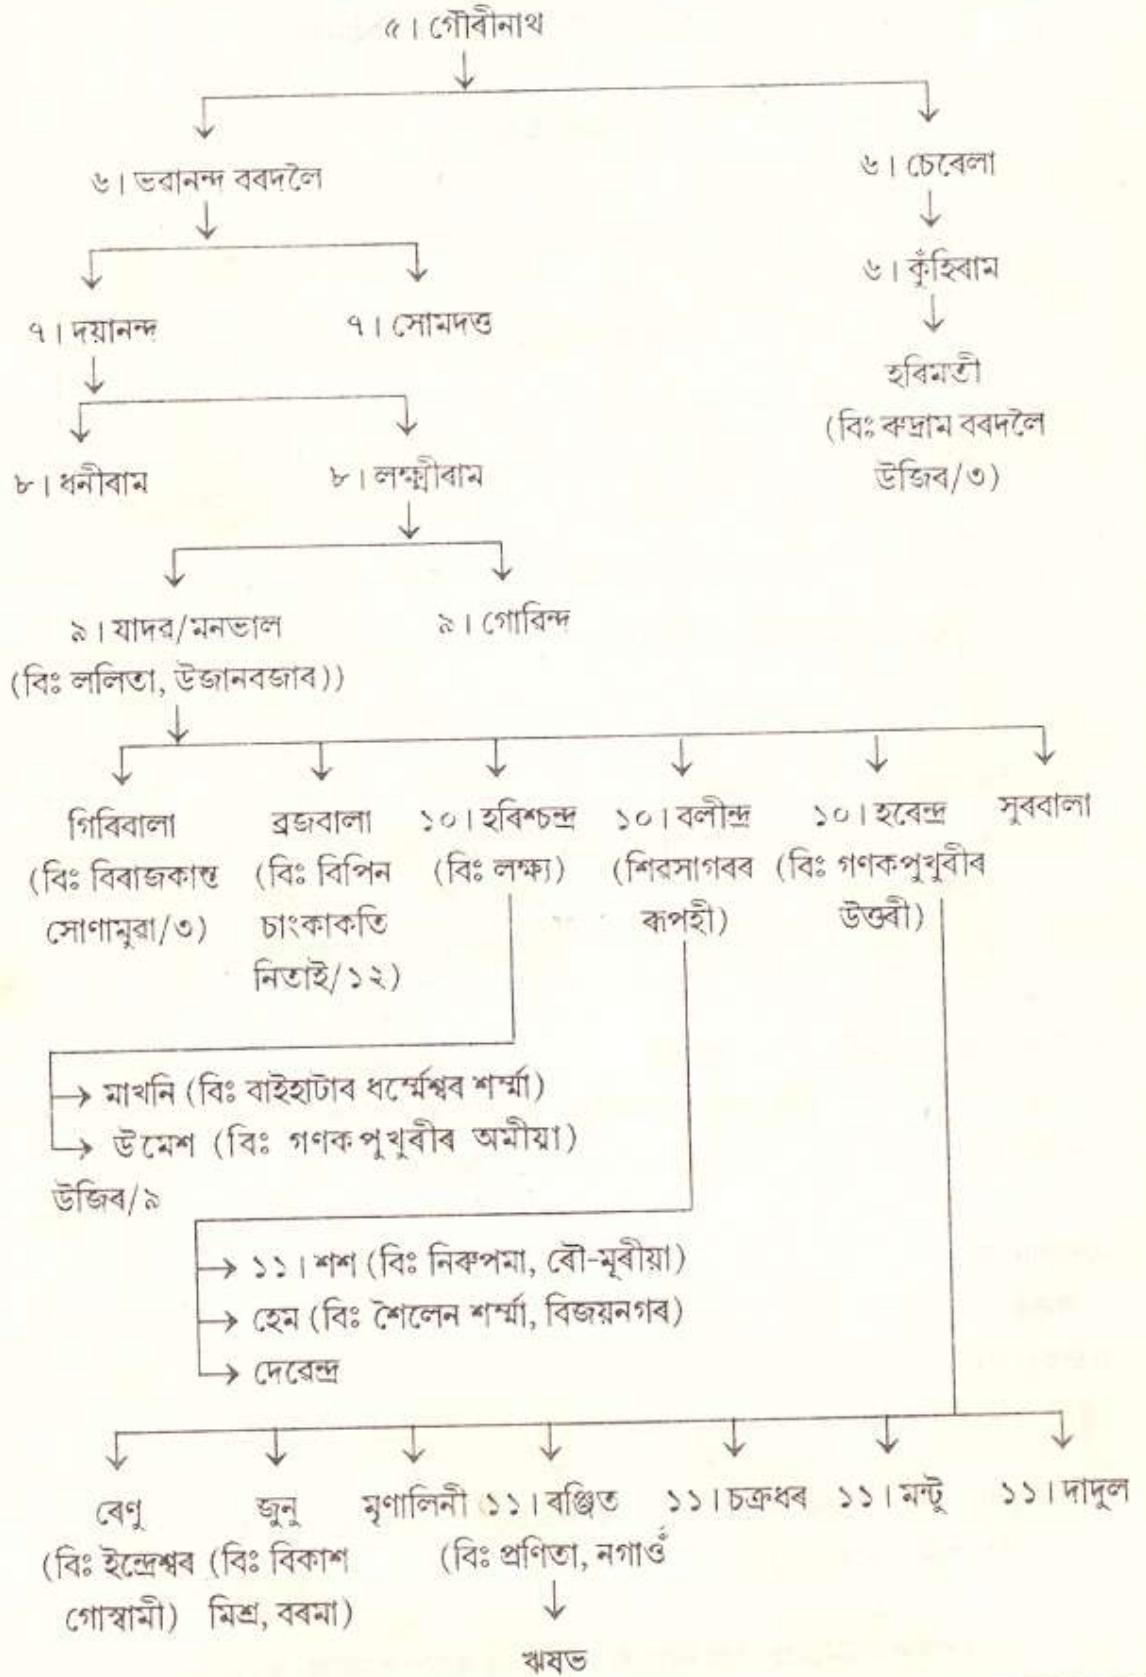 ৫। গৌৰীনাথ
৬। ভৱানন্দ বৰদলৈ
৬। চেৰেলা
৬। কুঁহিৰাম
৭। দয়ানন্দ ৭। সোমদত্ত
হৰিমতী
(বিঃ ৰুদ্ৰাম বৰদলৈ
উজিৰ/৩)
৮। ধনীৰাম ৮। লক্ষ্মীৰাম
৯। যাদৱ/মনভাল ৯। গোবিন্দ
(বিঃ ললিতা, উজানবজাৰ))
গিৰিবালা ব্ৰজবালা ১০। হৰিশ্চন্দ্ৰ ১০। বলীন্দ্ৰ ১০। হৰেন্দ্ৰ সুৰবালা
(বিঃ বিৰাজকান্ত (বিঃ বিপিন (বিঃ লক্ষ্য) (শিৱসাগৰৰ (বিঃ গণকপুখুৰীৰ
সোণামুৱা/৩) চাংকাকতি ৰূপহী) উত্তৰী)
নিতাই/১২)
মাখনি (বিঃ বাইহাটাৰ ধৰ্ম্মেশ্বৰ শৰ্ম্মা)
উমেশ (বিঃ গণকপুখুৰীৰ অমীয়া)
উজিৰ/৯
১১। শশ (বিঃ নিৰুপমা, ৰৌ-মূৰীয়া)
হেম (বিঃ শৈলেন শৰ্ম্মা, বিজয়নগৰ)
দেৱেন্দ্ৰ
ৰেণু জুনু মৃণালিনী ১১। ৰঞ্জিত ১১। চক্ৰধৰ ১১। মন্টু ১১। দাদুল
(বিঃ ইন্দ্ৰেশ্বৰ (বিঃ বিকাশ (বিঃ প্ৰণিতা, নগাওঁ
গোস্বামী) মিশ্ৰ, বৰমা)
ঋষভ